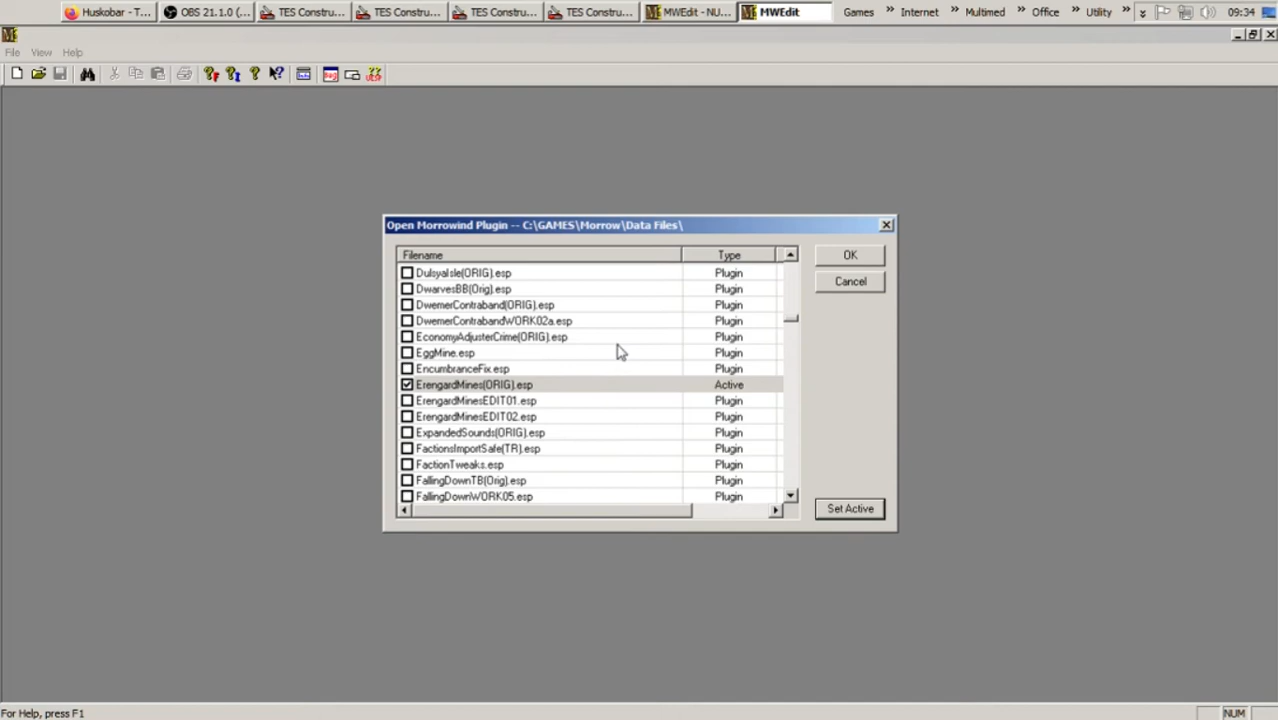 Huskobar - T... OBS 21.1.0 (... TES Constru... TES Constru... TES Constru... TES Constru... MWEdit - NU... MWEdit Games » Internet » Multimed » Office » Utility » 09:34
File View Help
Open Morrowind Plugin -- C:\GAMES\Morrow\Data Files\
Filename Type
OK
DulsyaIsle(ORIG).esp Plugin
Cancel
DwarvesBB(Orig).esp Plugin
DwemerContraband(ORIG).esp Plugin
DwemerContrabandWORK02a.esp Plugin
EconomyAdjusterCrime(ORIG).esp Plugin
EggMine.esp Plugin
EncumbranceFix.esp Plugin
ErengardMines(ORIG).esp Active
ErengardMinesEDIT01.esp Plugin
ErengardMinesEDIT02.esp Plugin
ExpandedSounds(ORIG).esp Plugin
FactionsImportSafe(TR).esp Plugin
FactionTweaks.esp Plugin
FallingDownTB(Orig).esp Plugin
FallingDownWORK05.esp Plugin
Set Active
For Help, press F1 NUM